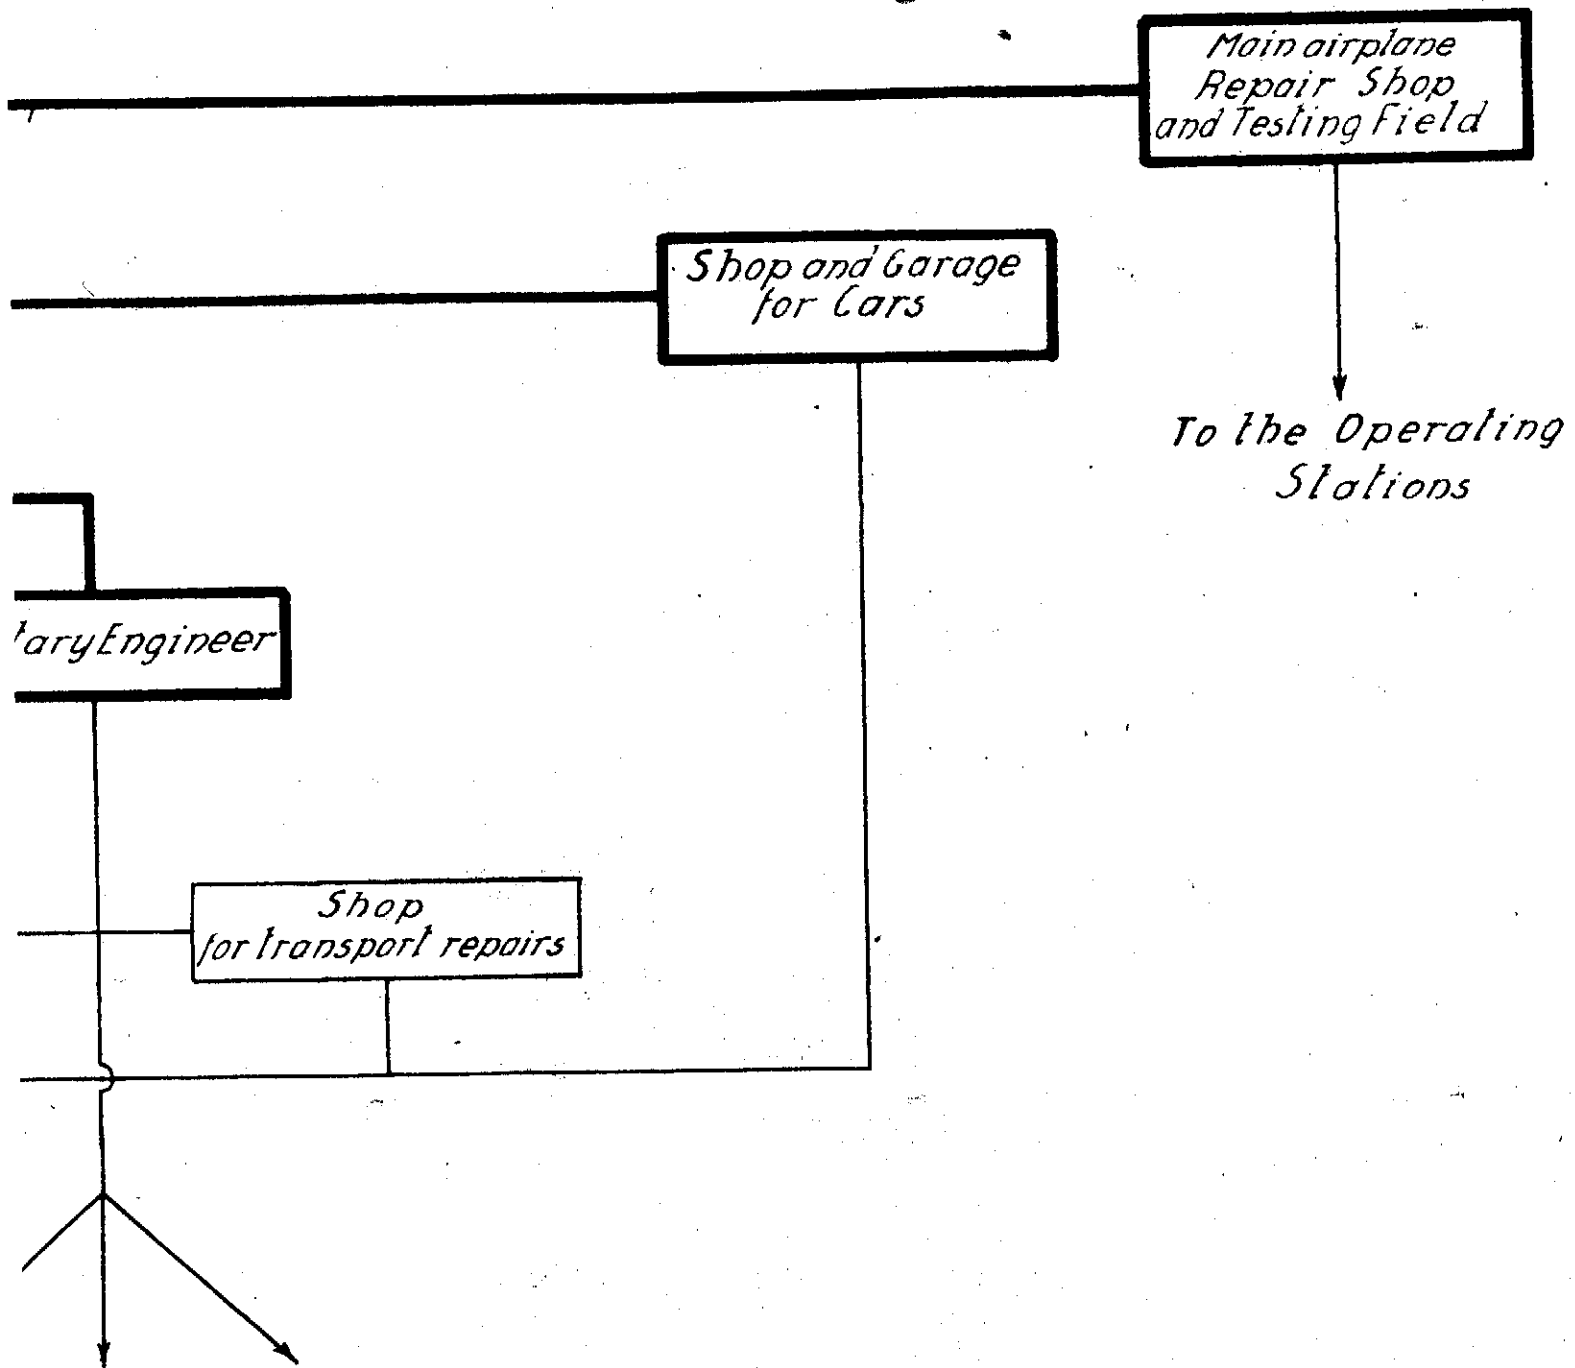 Main airplane
Repair Shop
and Testing Field
Shop and Garage
for Cars
To the Operating
Stations
tary Engineer
Shop
for transport repairs